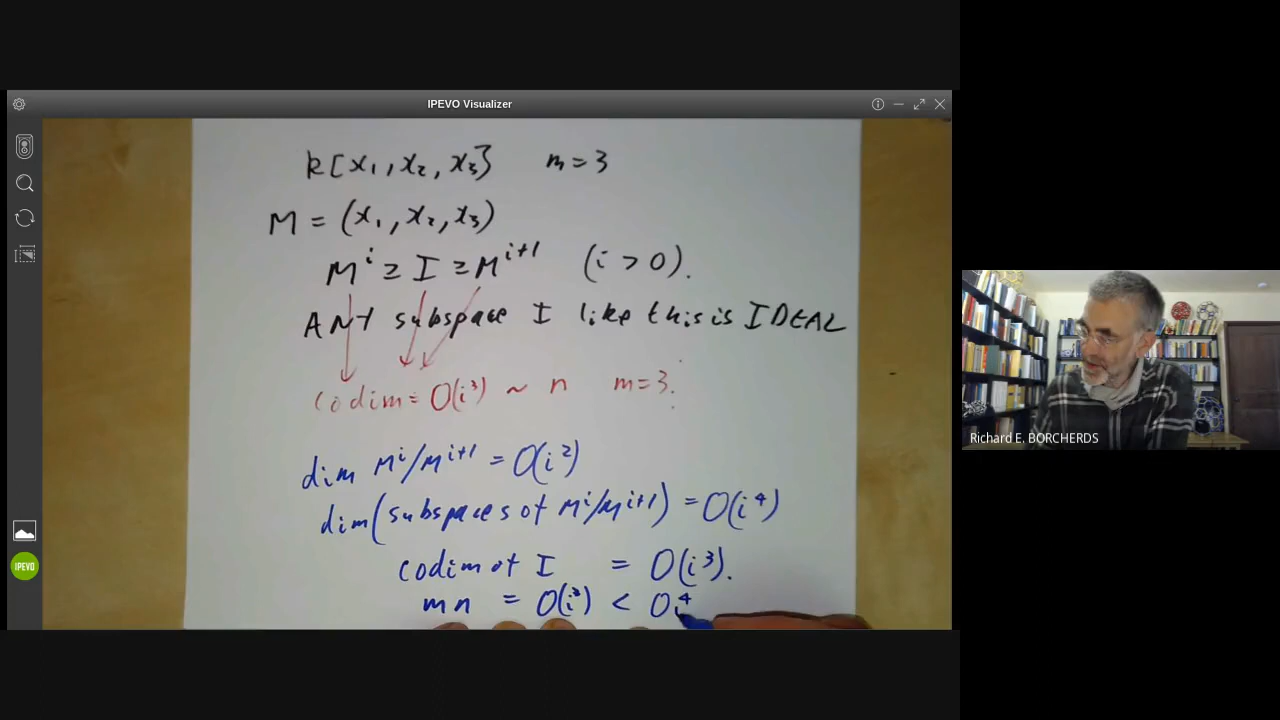 IPEVO Visualizer
k[x₁, x₂, x₃] m=3
M = (x₁, x₂, x₃)
Mⁱ ≥ I ≥ Mⁱ⁺¹ (i > 0).
ANY subspace I like this is IDEAL
codim = O(i³) ~ n m=3.
dim Mⁱ/Mⁱ⁺¹ = O(i²)
dim(subspaces of Mⁱ/Mⁱ⁺¹) = O(i⁴)
codim of I = O(i³).
mn = O(i³) < Oi⁴
IPEVO
Richard E. BORCHERDS